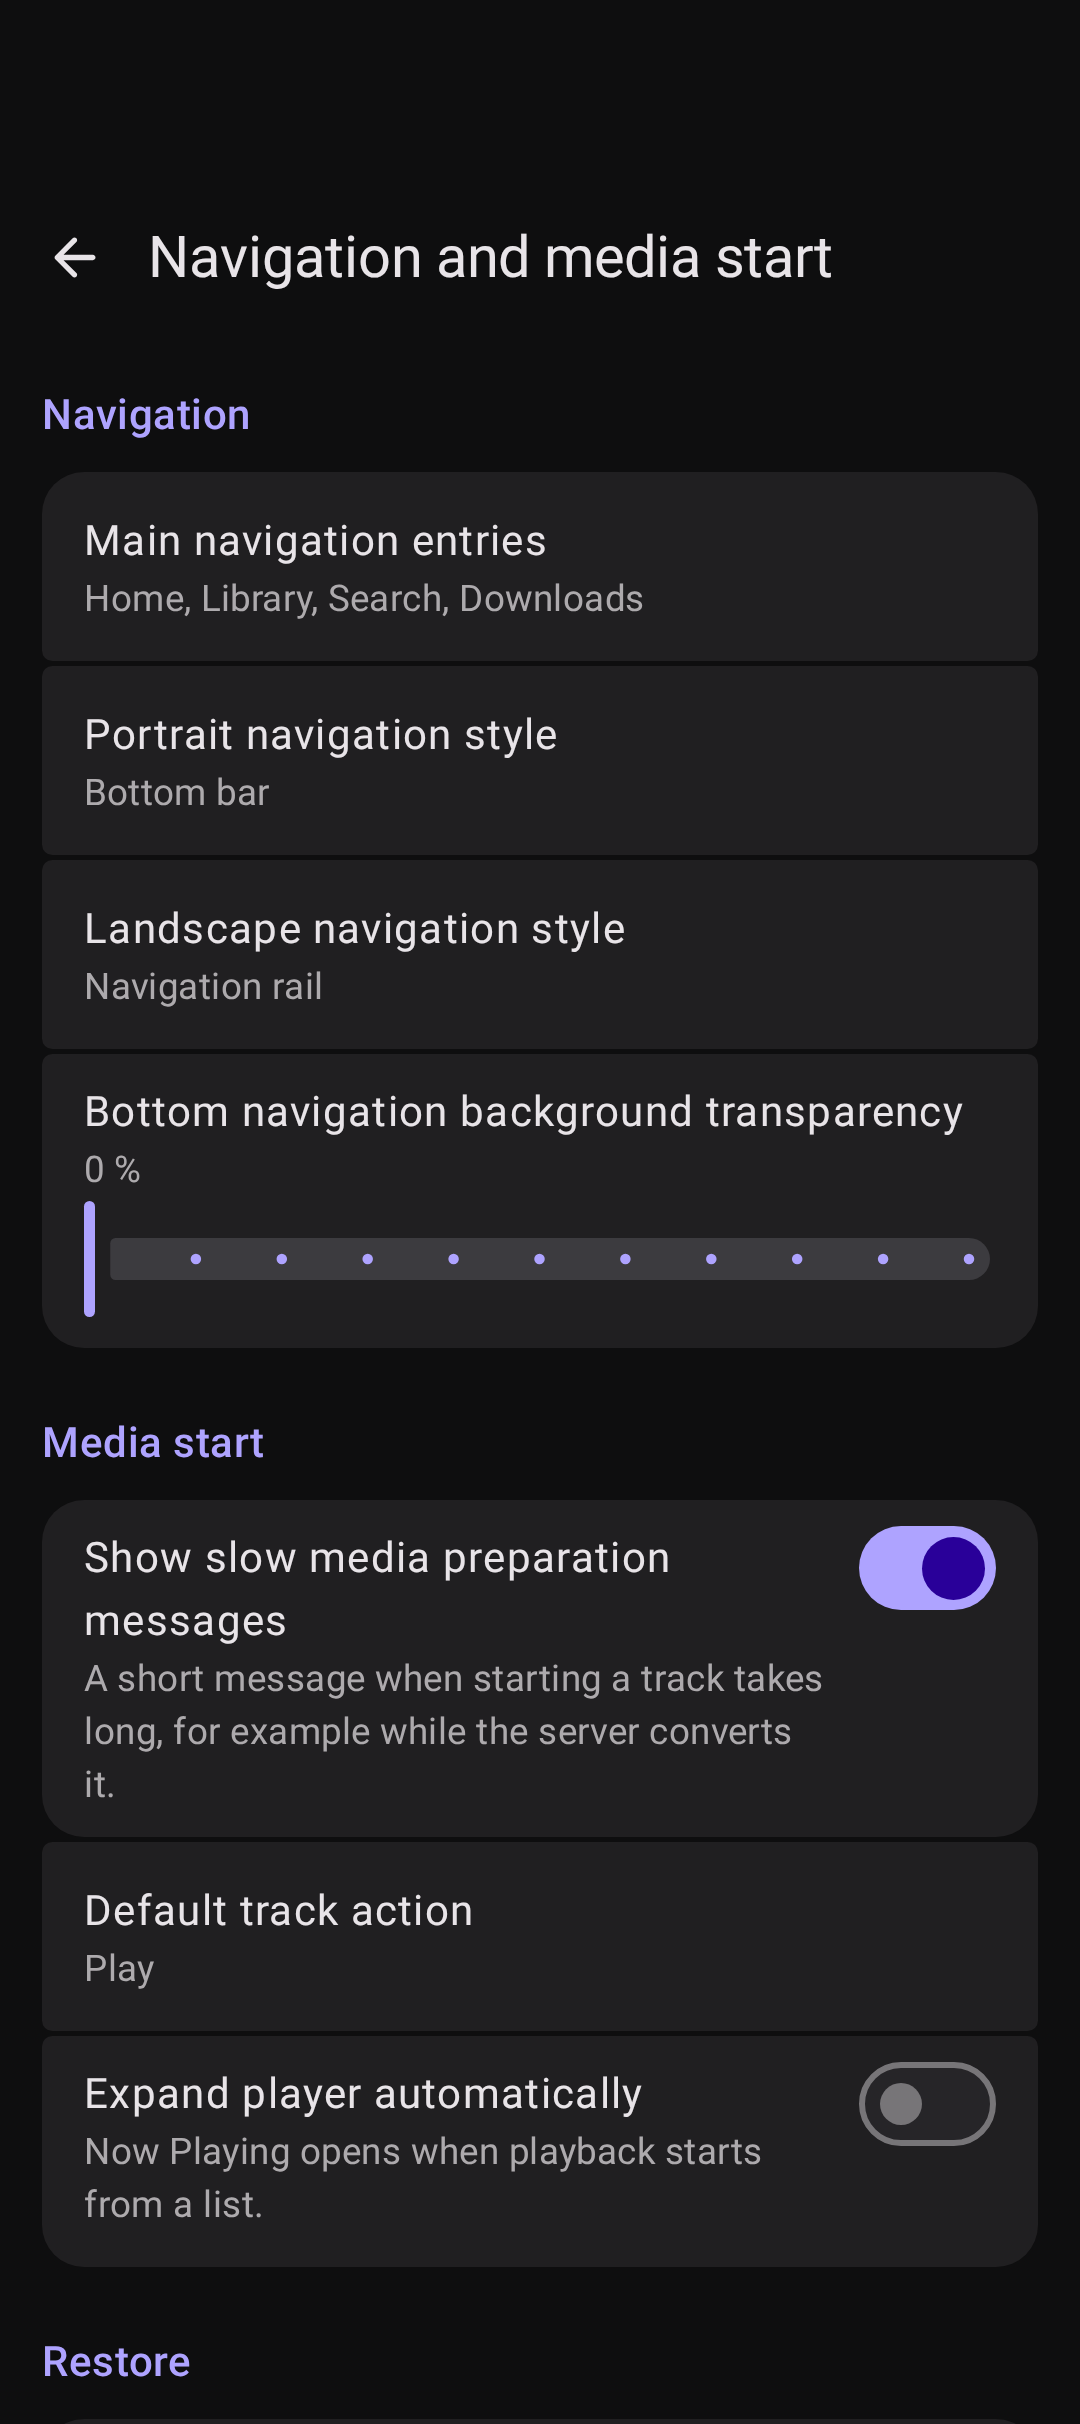 Navigation and media start
Navigation
Main navigation entries
Home, Library, Search, Downloads
Portrait navigation style
Bottom bar
Landscape navigation style
Navigation rail
Bottom navigation background transparency
0 %
Media start
Show slow media preparation
messages
A short message when starting a track takes
long, for example while the server converts
it.
Default track action
Play
Expand player automatically
Now Playing opens when playback starts
from a list.
Restore